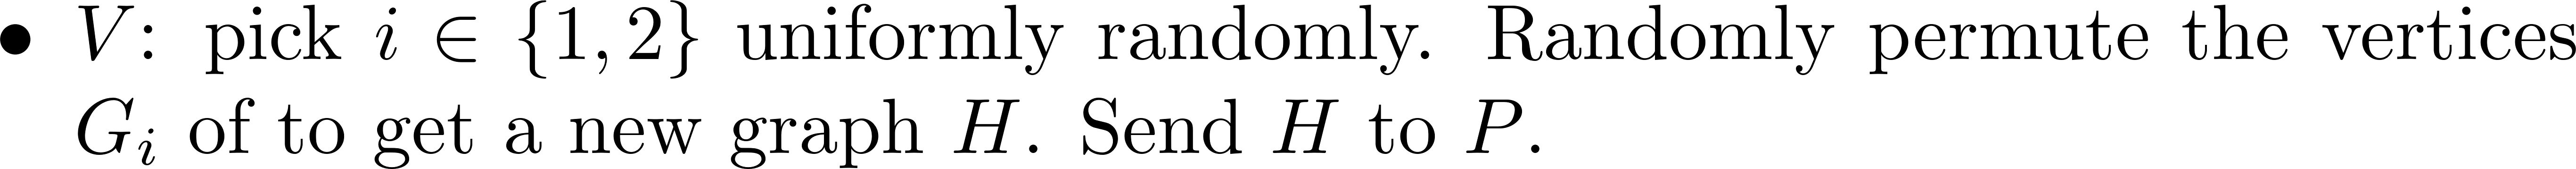 • V: pick i ∈ {1, 2} uniformly randomly. Randomly permute the vertices
G_i of to get a new graph H. Send H to P.